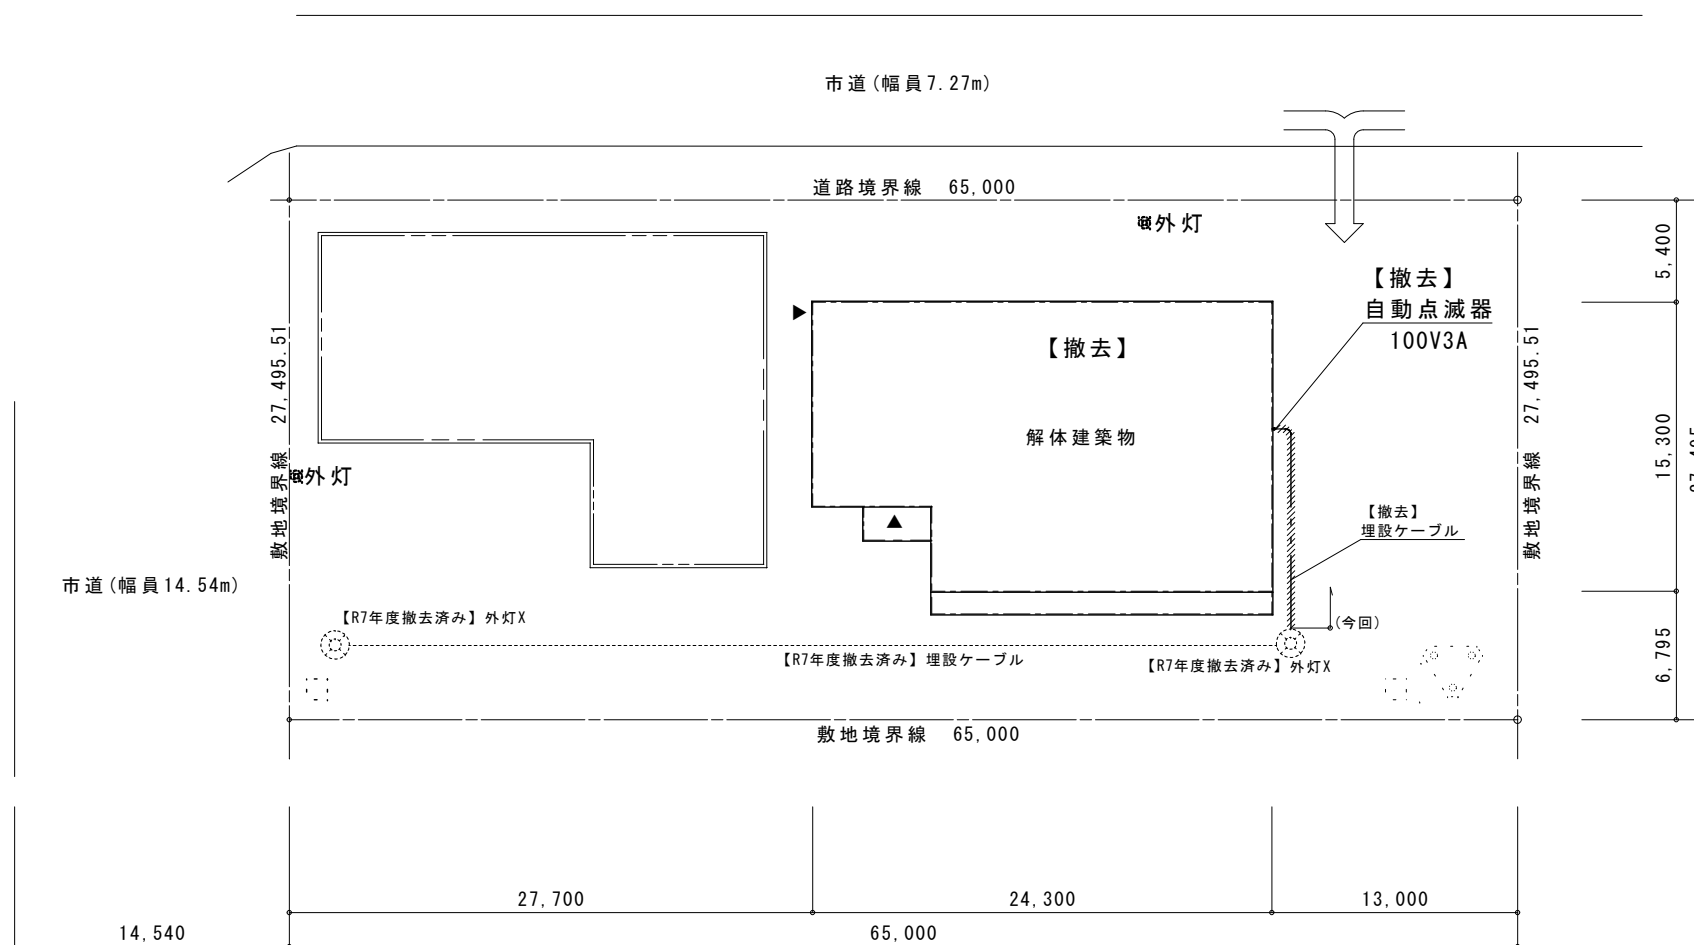 市道(幅員7.27m)
道路境界線 65,000
外灯
【撤去】
自動点滅器
100V3A
5,400
【撤去】
敷地境界線 27,495.51
敷地境界線 27,495.51
解体建築物
15,300
外灯
【撤去】
埋設ケーブル
市道(幅員14.54m)
【R7年度撤去済み】外灯X
(今回)
【R7年度撤去済み】埋設ケーブル
【R7年度撤去済み】外灯X
6,795
敷地境界線 65,000
27,700
24,300
13,000
14,540
65,000